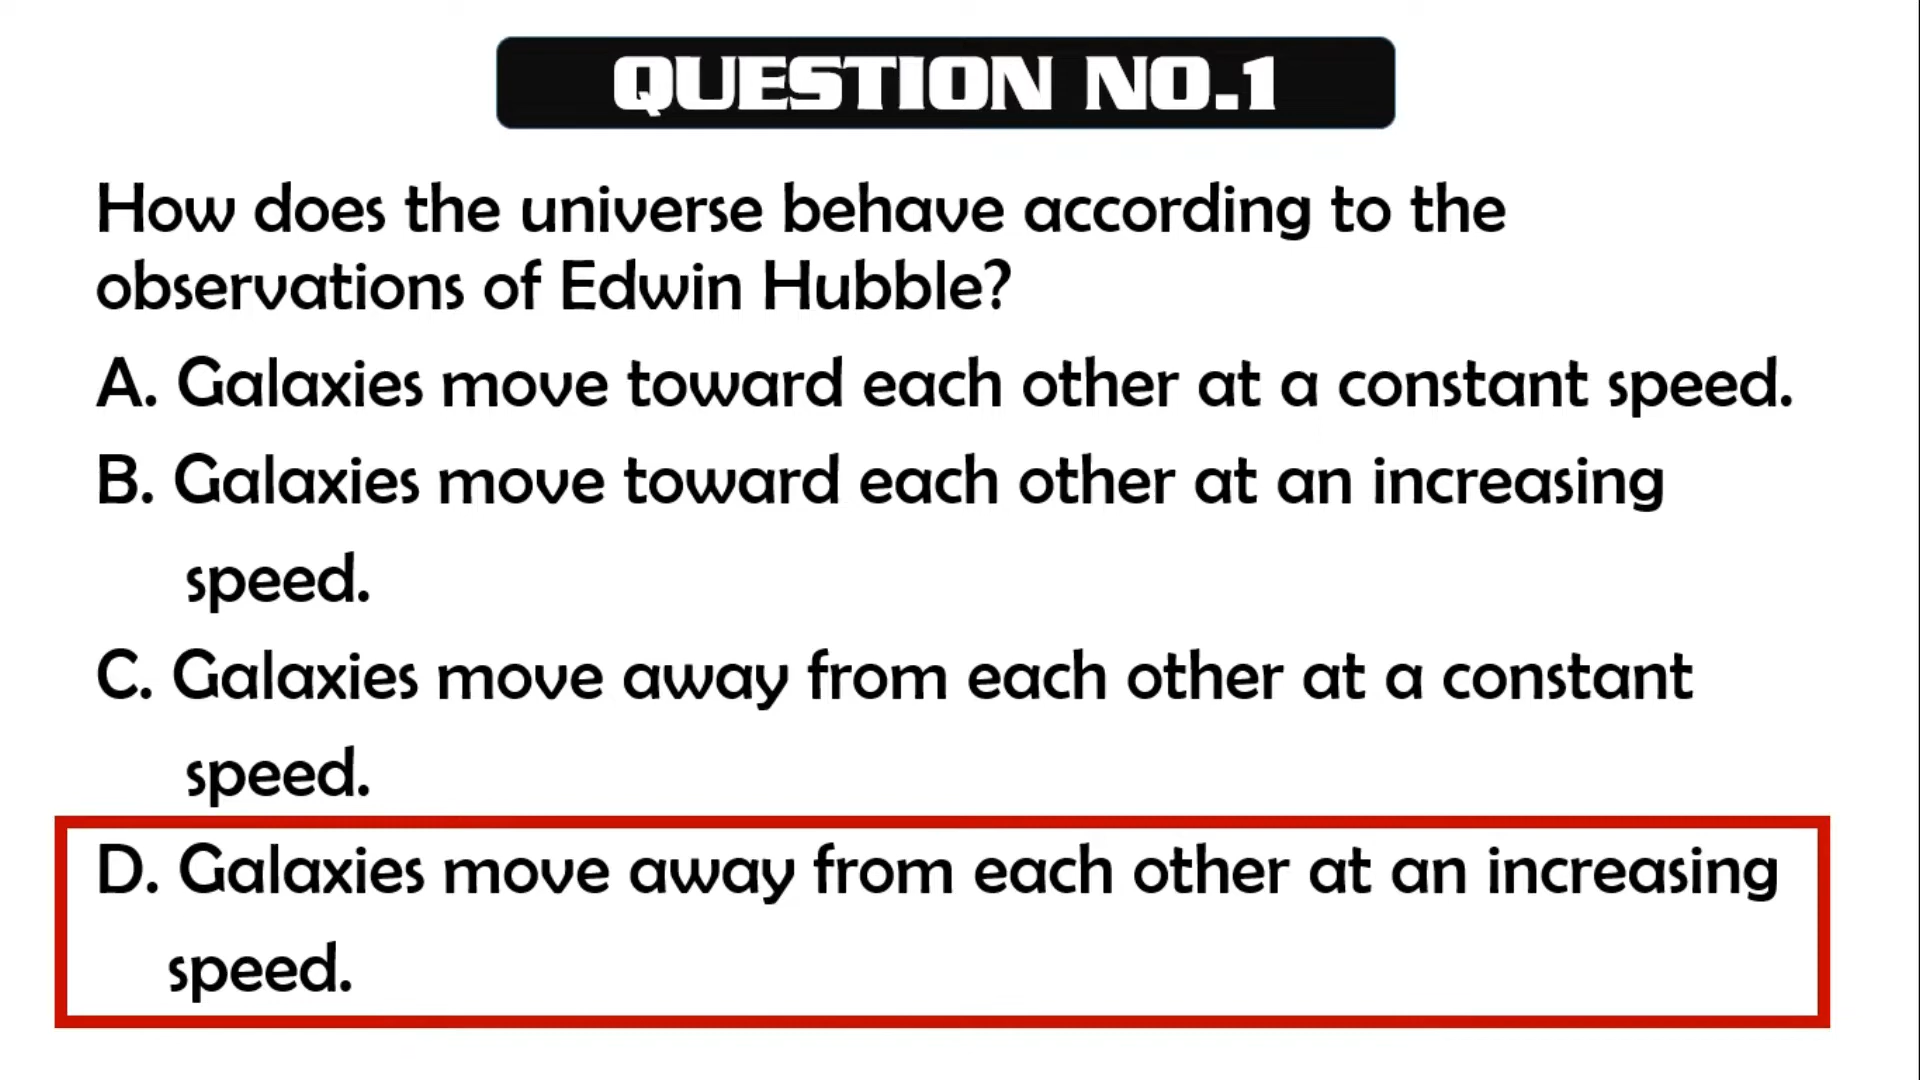 QUESTION NO.1
How does the universe behave according to the
observations of Edwin Hubble?
A. Galaxies move toward each other at a constant speed.
B. Galaxies move toward each other at an increasing
speed.
C. Galaxies move away from each other at a constant
speed.
D. Galaxies move away from each other at an increasing
speed.